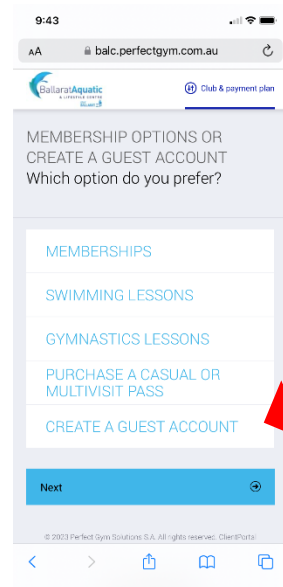 9:43
AA balc.perfectgym.com.au
BallaratAquatic
& LIFESTYLE CENTRE
Club & payment plan
MEMBERSHIP OPTIONS OR
CREATE A GUEST ACCOUNT
Which option do you prefer?
MEMBERSHIPS
SWIMMING LESSONS
GYMNASTICS LESSONS
PURCHASE A CASUAL OR
MULTIVISIT PASS
CREATE A GUEST ACCOUNT
Next
© 2023 Perfect Gym Solutions S.A. All rights reserved. ClientPortal